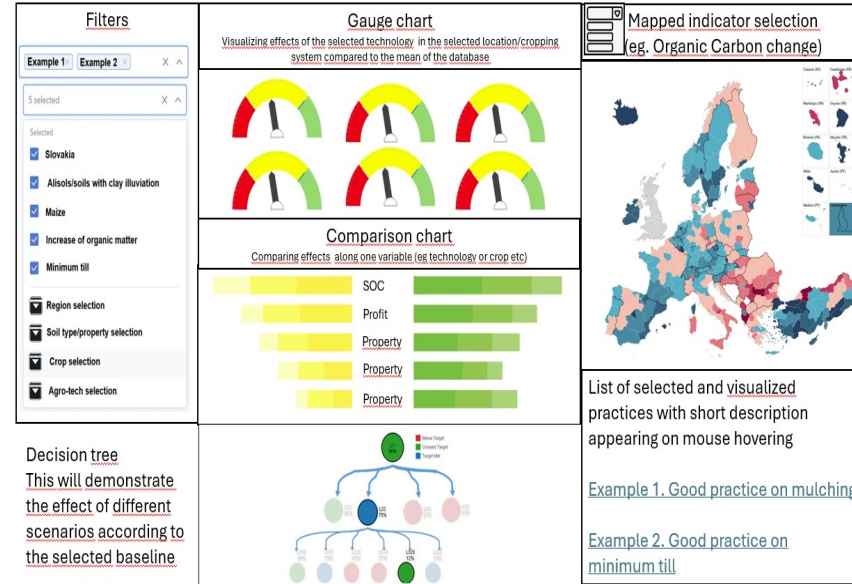 Filters
Example 1
Example 2
5 selected
Selected
Slovakia
Alisols/soils with clay illuviation
Maize
Increase of organic matter
Minimum till
Region selection
Soil type/property selection
Crop selection
Agro-tech selection
Decision tree
This will demonstrate
the effect of different
scenarios according to
the selected baseline
Gauge chart
Visualizing effects of the selected technology in the selected location/cropping
system compared to the mean of the database
Comparison chart
Comparing effects along one variable (eg technology or crop etc)
SOC
Profit
Property
Property
Property
Below Target
Crossed Target
Target Met
Mapped indicator selection
(eg. Organic Carbon change)
List of selected and visualized
practices with short description
appearing on mouse hovering
Example 1. Good practice on mulching
Example 2. Good practice on
minimum till